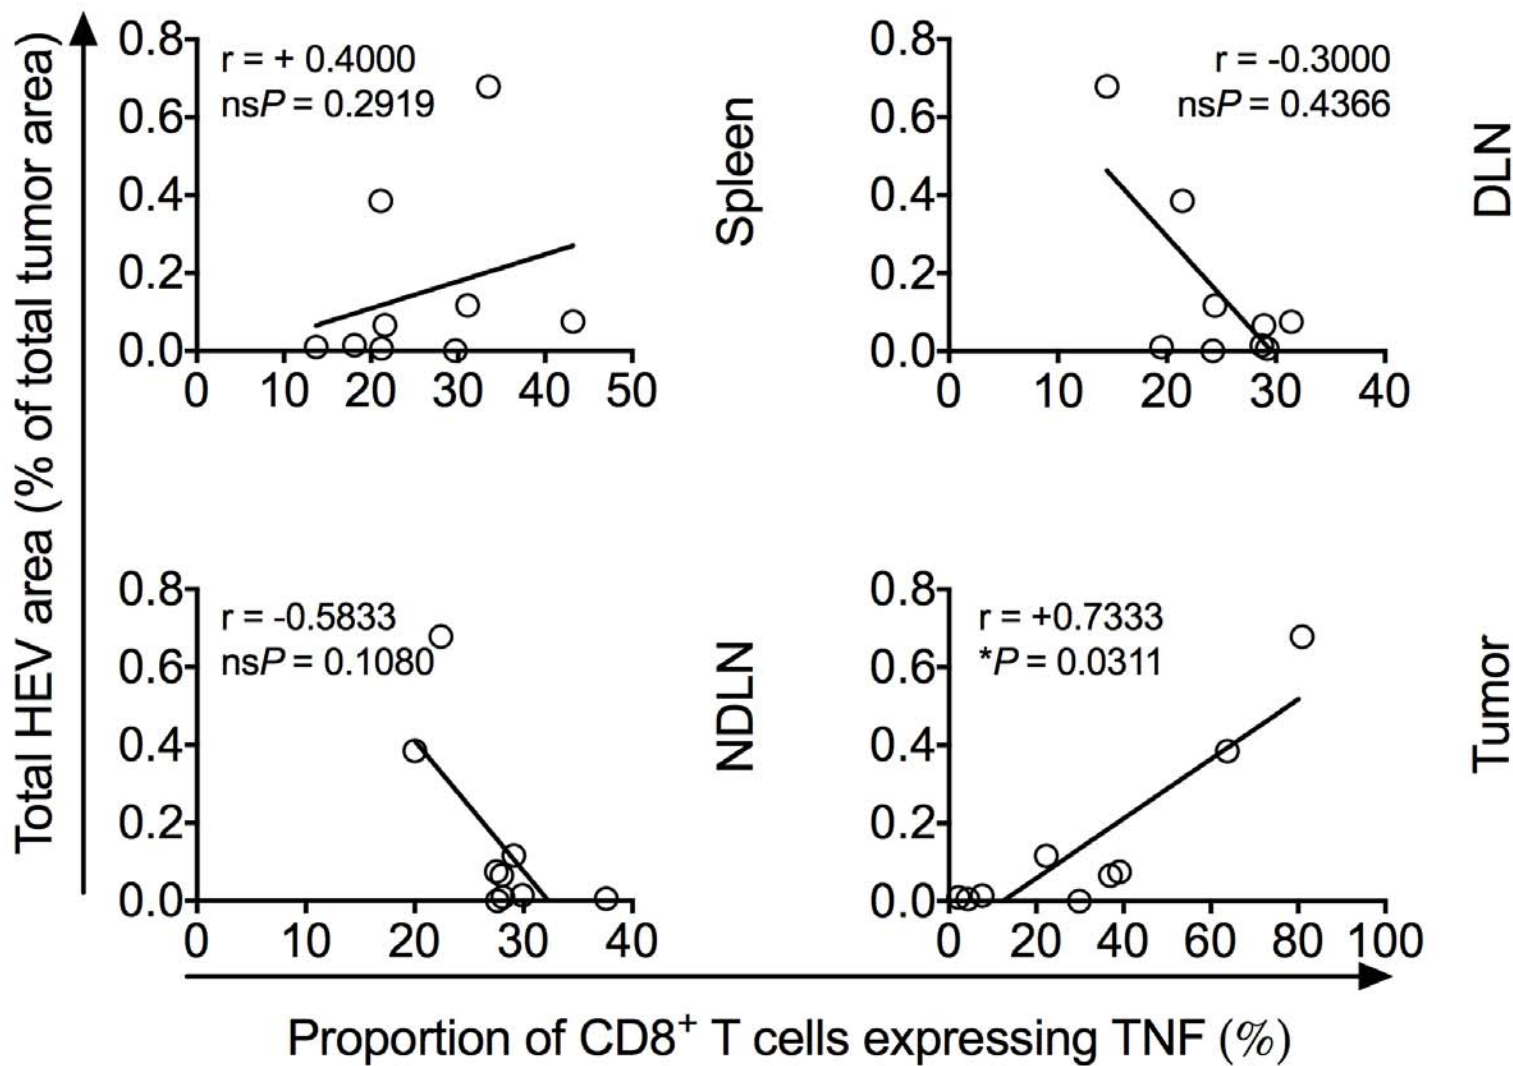 Total HEV area (% of total tumor area)
0.8
0.6
0.4
0.2
0.0
0 10 20 30 40 50
r = + 0.4000
nsP = 0.2919
Spleen
0.8
0.6
0.4
0.2
0.0
0 10 20 30 40
r = -0.3000
nsP = 0.4366
DLN
0.8
0.6
0.4
0.2
0.0
0 10 20 30 40
r = -0.5833
nsP = 0.1080
NDLN
0.8
0.6
0.4
0.2
0.0
0 20 40 60 80 100
r = +0.7333
*P = 0.0311
Tumor
Proportion of CD8⁺ T cells expressing TNF (%)